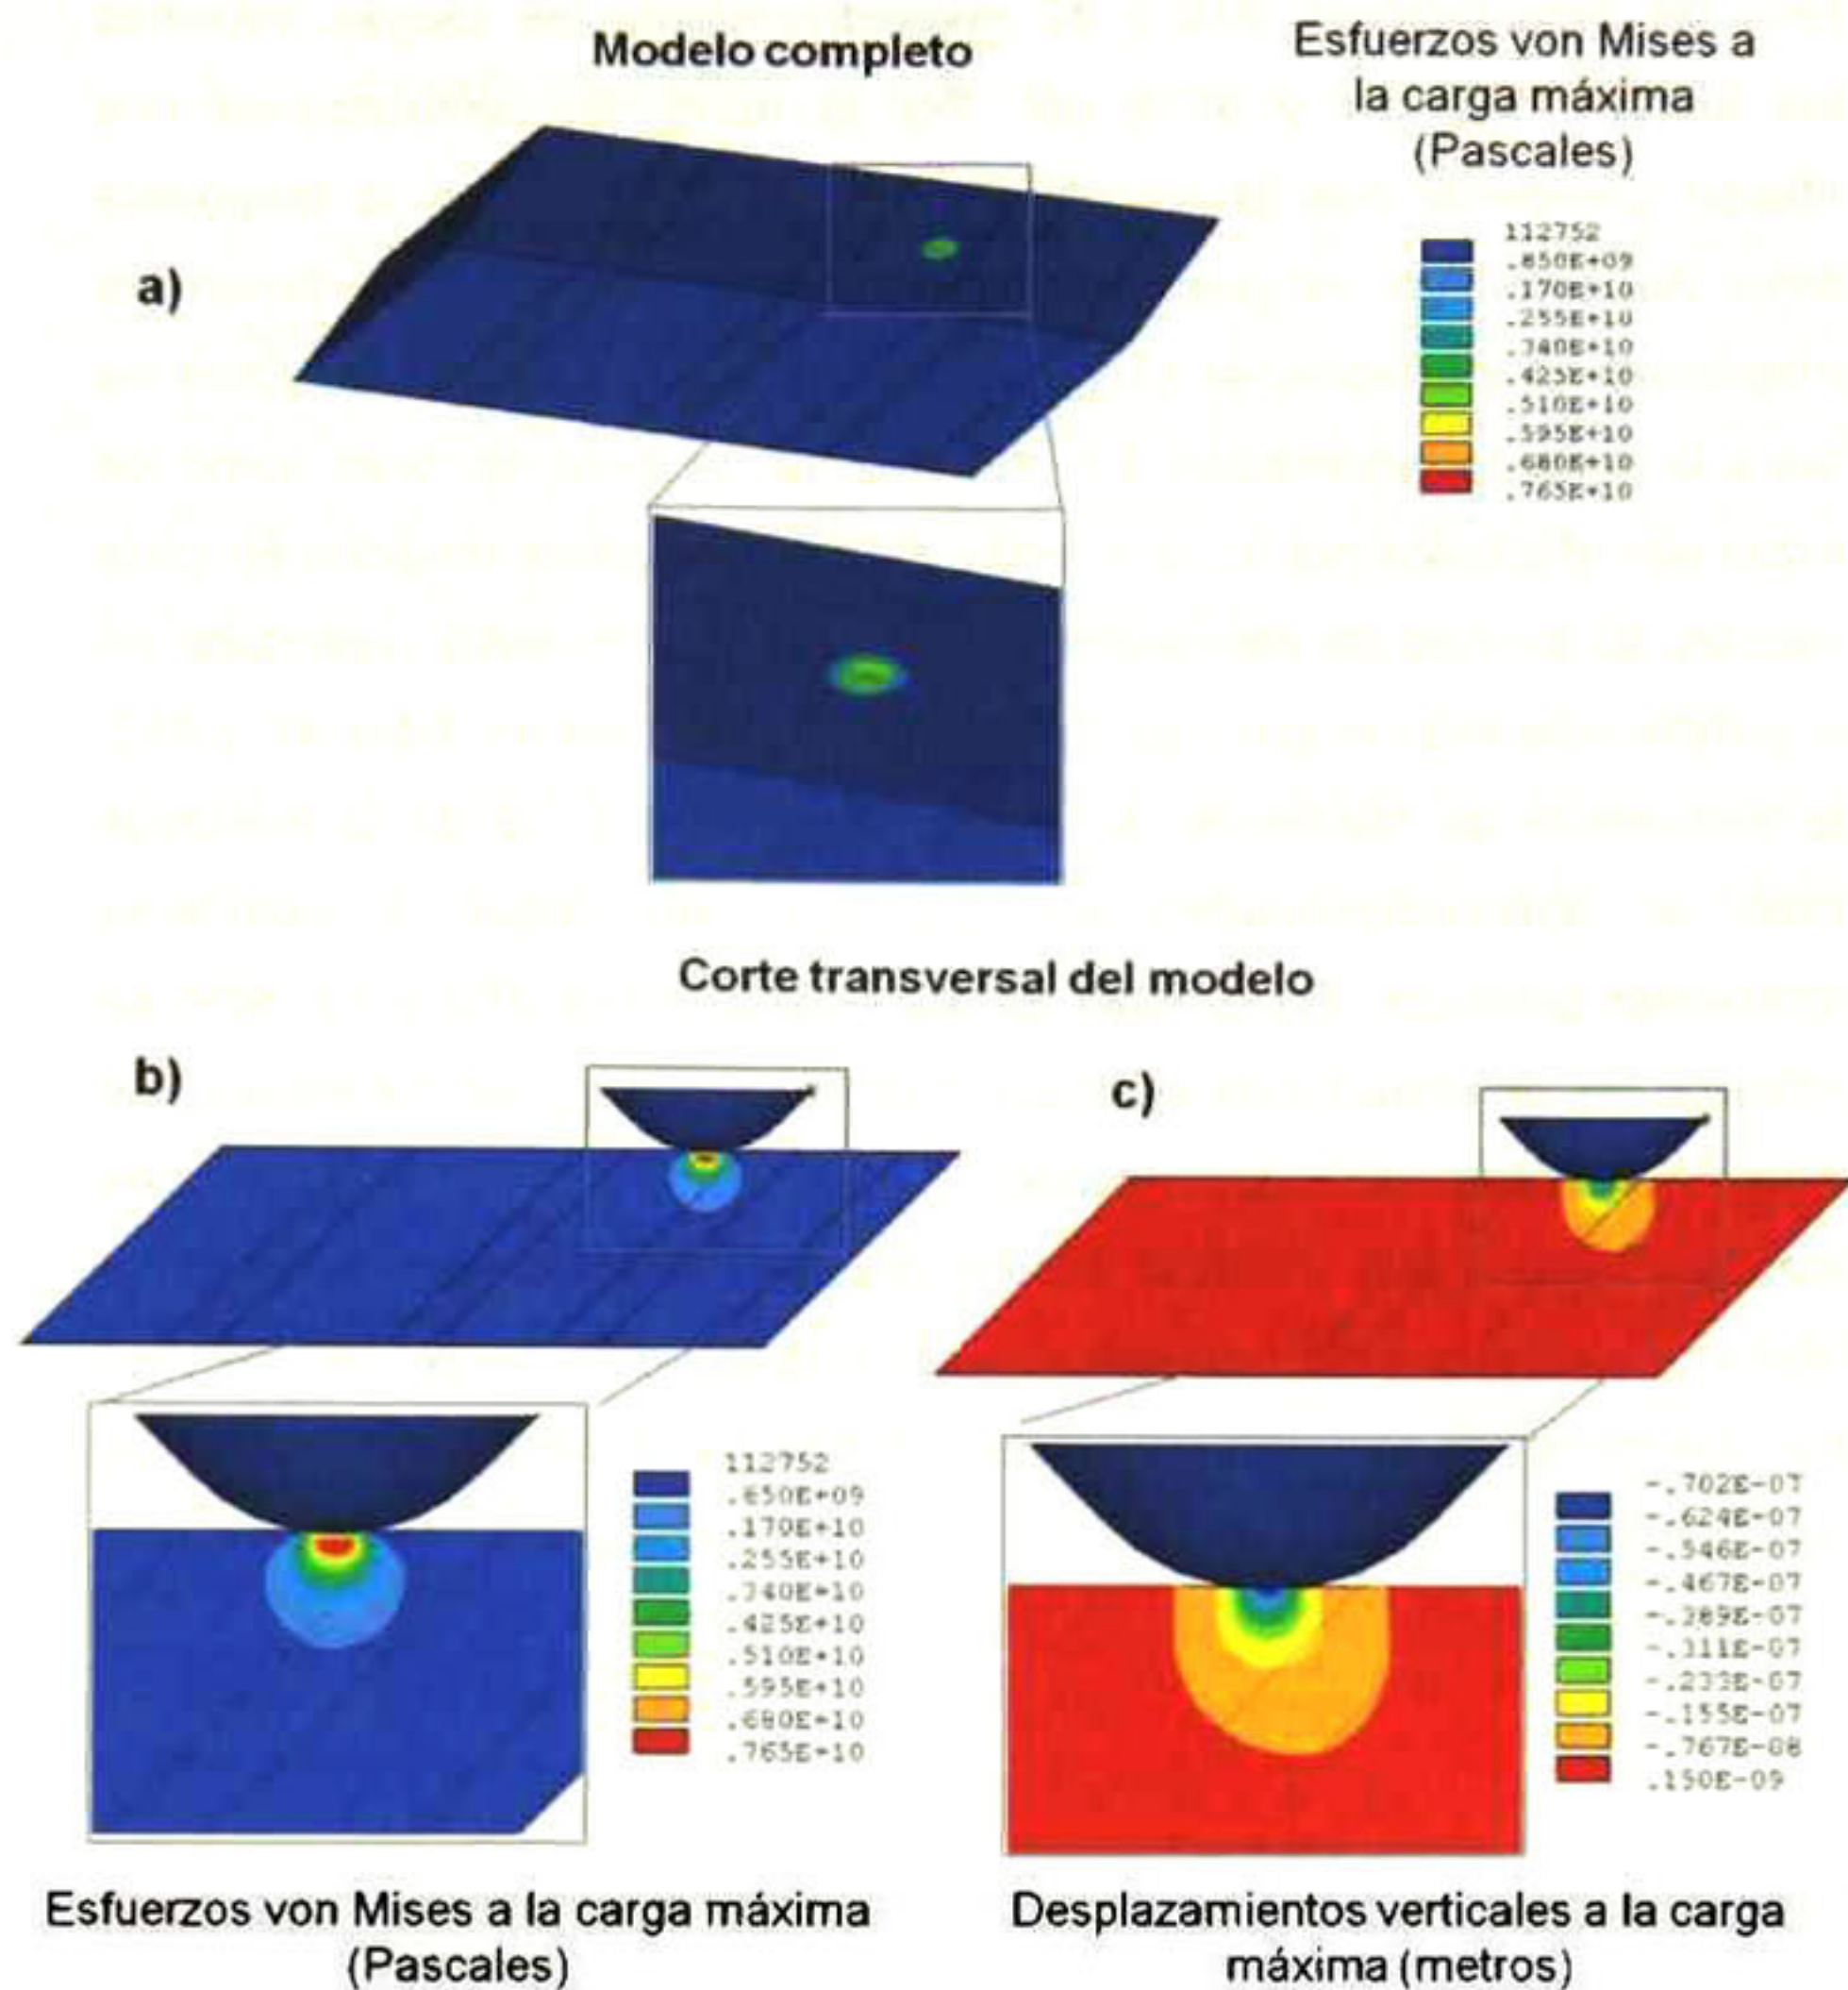 Modelo completo
Esfuerzos von Mises a
la carga máxima
(Pascales)
a)
112752
.850E+09
.170E+10
.255E+10
.340E+10
.425E+10
.510E+10
.595E+10
.680E+10
.765E+10
Corte transversal del modelo
b)
c)
112752
.850E+09
.170E+10
.255E+10
.340E+10
.425E+10
.510E+10
.595E+10
.680E+10
.765E+10
-.702E-07
-.624E-07
-.546E-07
-.467E-07
-.389E-07
-.311E-07
-.233E-07
-.155E-07
-.767E-08
.150E-09
Esfuerzos von Mises a la carga máxima
(Pascales)
Desplazamientos verticales a la carga
máxima (metros)